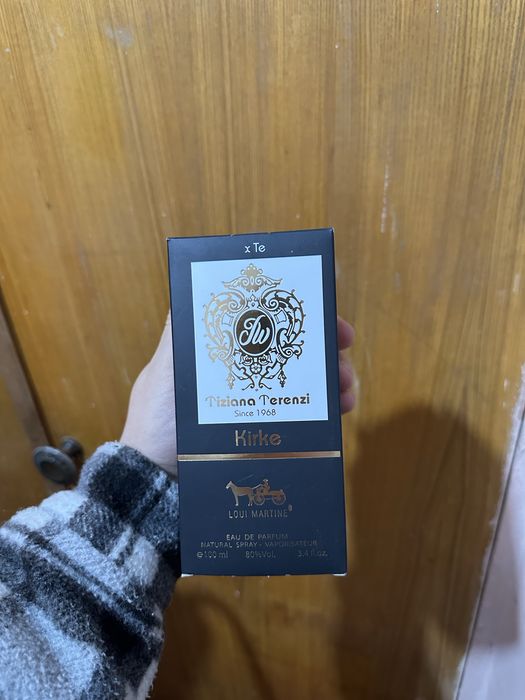 x Te
Tiziana Terenzi
Since 1968
Kirke
LOUI MARTINE
EAU DE PARFUM
NATURAL SPRAY - VAPORISATEUR
℮100 ml 80%Vol. 3.4 fl.oz.